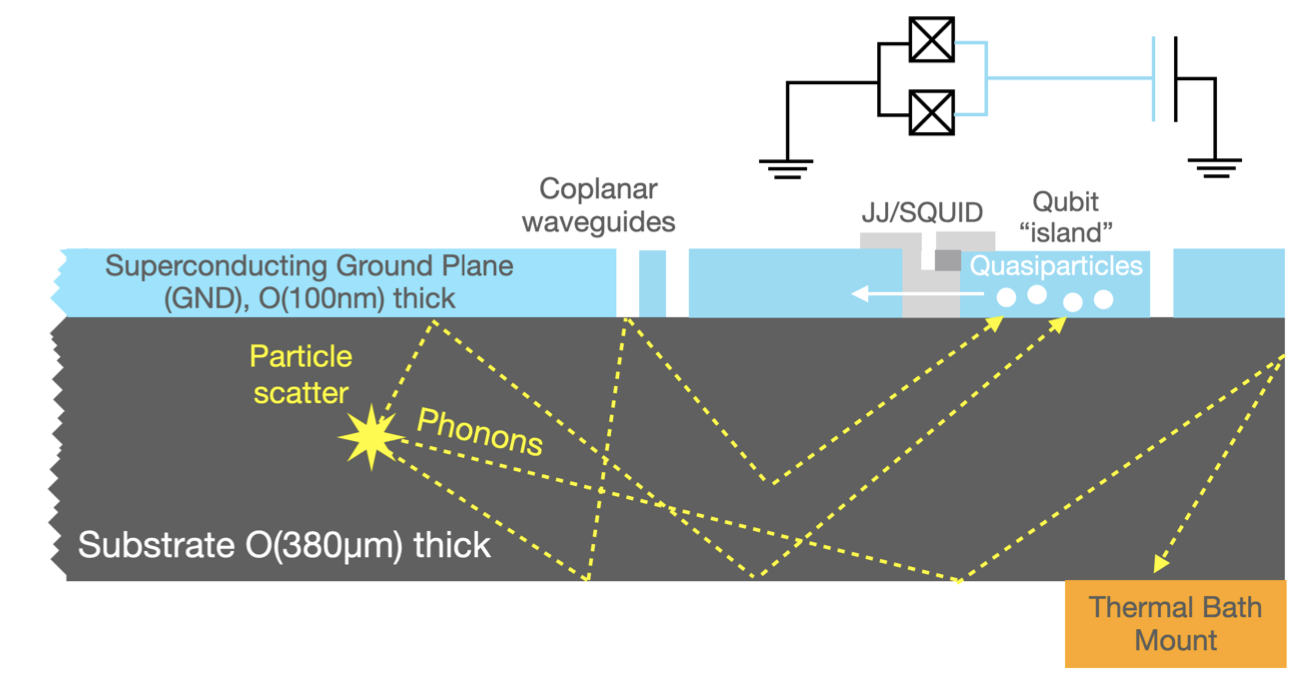 Coplanar
waveguides
JJ/SQUID
Qubit
“island”
Superconducting Ground Plane
(GND), O(100nm) thick
Quasiparticles
Particle
scatter
Phonons
Substrate O(380µm) thick
Thermal Bath
Mount